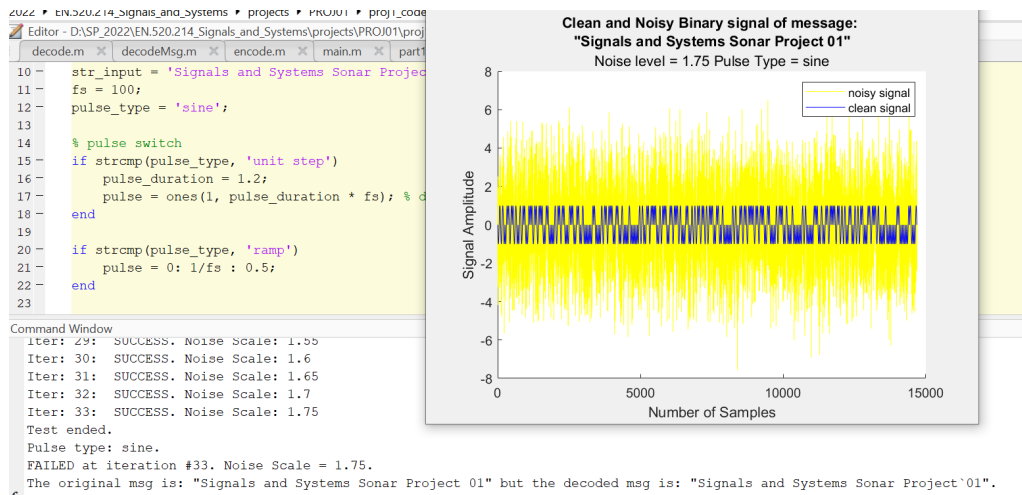 2022 ▸ EN.520.214_Signals_and_Systems ▸ projects ▸ PROJ01 ▸ proj1_code
Editor - D:\SP_2022\EN.520.214_Signals_and_Systems\projects\PROJ01\proj
decode.m × decodeMsg.m × encode.m × main.m × part1
10 – str_input = 'Signals and Systems Sonar Projec
11 – fs = 100;
12 – pulse_type = 'sine';
13
14 % pulse switch
15 – if strcmp(pulse_type, 'unit step')
16 – pulse_duration = 1.2;
17 – pulse = ones(1, pulse_duration * fs); % d
18 – end
19
20 – if strcmp(pulse_type, 'ramp')
21 – pulse = 0: 1/fs : 0.5;
22 – end
23
Clean and Noisy Binary signal of message:
"Signals and Systems Sonar Project 01"
Noise level = 1.75 Pulse Type = sine
noisy signal
clean signal
8
6
4
2
0
-2
-4
-6
-8
Signal Amplitude
0 5000 10000 15000
Number of Samples
Command Window
Iter: 29: SUCCESS. Noise Scale: 1.55
Iter: 30: SUCCESS. Noise Scale: 1.6
Iter: 31: SUCCESS. Noise Scale: 1.65
Iter: 32: SUCCESS. Noise Scale: 1.7
Iter: 33: SUCCESS. Noise Scale: 1.75
Test ended.
Pulse type: sine.
FAILED at iteration #33. Noise Scale = 1.75.
The original msg is: "Signals and Systems Sonar Project 01" but the decoded msg is: "Signals and Systems Sonar Project`01".